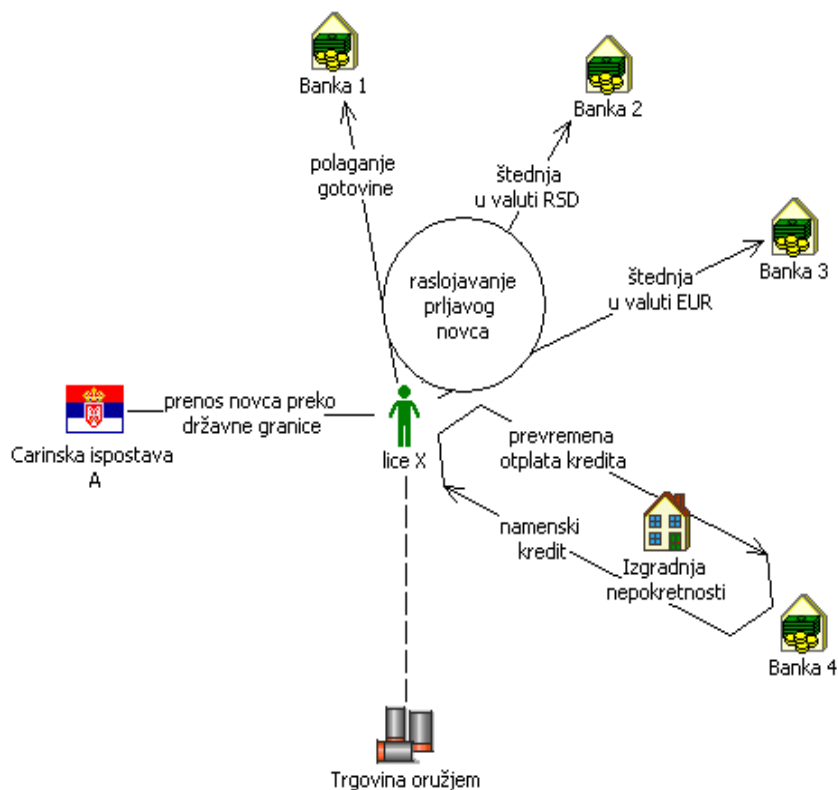 Banka 1
Banka 2
polaganje
gotovine
štednja
u valuti RSD
Banka 3
raslojavanje
prljavog
novca
štednja
u valuti EUR
prenos novca preko
državne granice
Carinska ispostava
A
lice X
prevremena
otplata kredita
namenski
kredit
Izgradnja
nepokretnosti
Banka 4
Trgovina oružjem